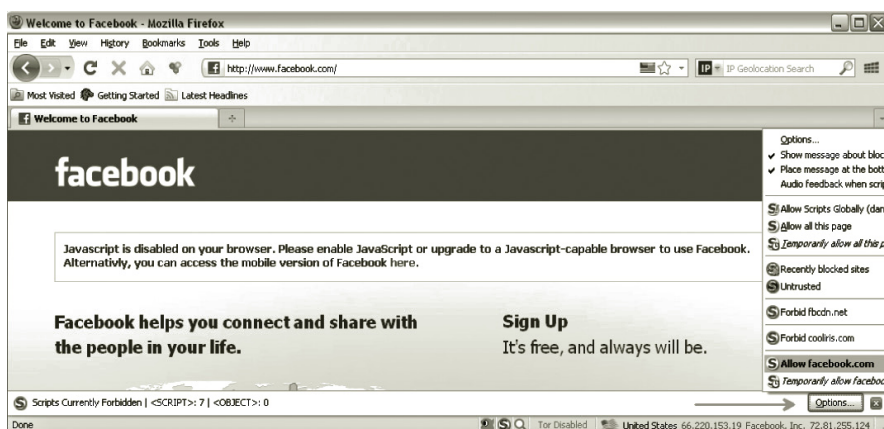 Welcome to Facebook - Mozilla Firefox
File Edit View History Bookmarks Tools Help
http://www.facebook.com/
IP IP Geolocation Search
Most Visited Getting Started Latest Headlines
Welcome to Facebook
facebook
Javascript is disabled on your browser. Please enable JavaScript or upgrade to a Javascript-capable browser to use Facebook.
Alternativly, you can access the mobile version of Facebook here.
Facebook helps you connect and share with
the people in your life.
Sign Up
It's free, and always will be.
Options...
Show message about bloc
Place message at the bott
Audio feedback when scri
Allow Scripts Globally (dan
Allow all this page
Temporarily allow all this p
Recently blocked sites
Untrusted
Forbid fbcdn.net
Forbid cooliris.com
Allow facebook.com
Temporarily allow faceboo
Scripts Currently Forbidden | <SCRIPT>: 7 | <OBJECT>: 0
Options...
Done
Tor Disabled
United States 66.220.153.19 Facebook, Inc. 72.81.255.124